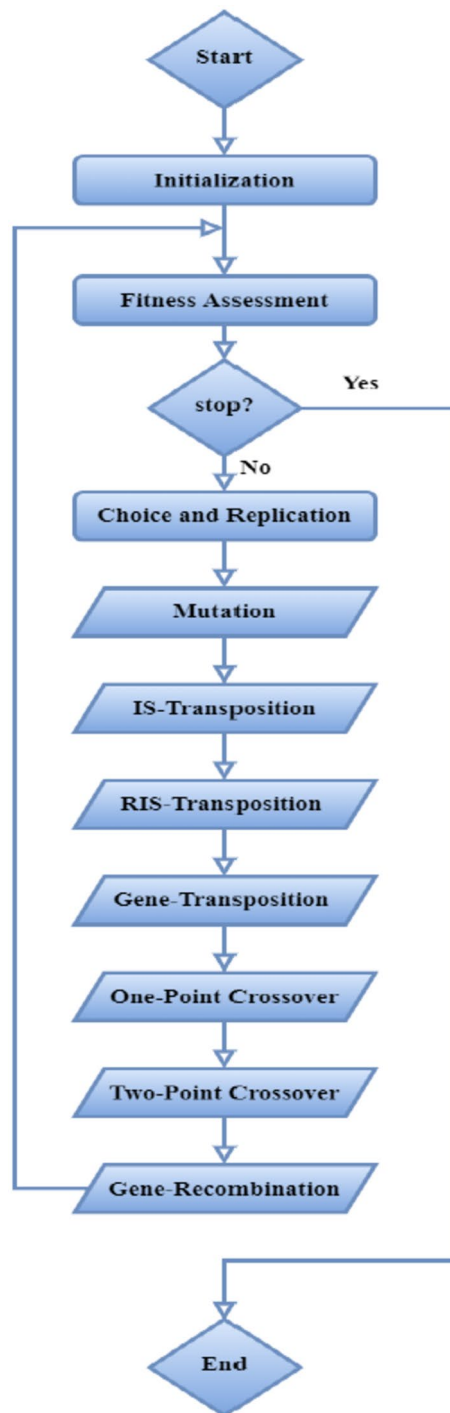 Start
Initialization
Fitness Assessment
stop?
Yes
No
Choice and Replication
Mutation
IS-Transposition
RIS-Transposition
Gene-Transposition
One-Point Crossover
Two-Point Crossover
Gene-Recombination
End